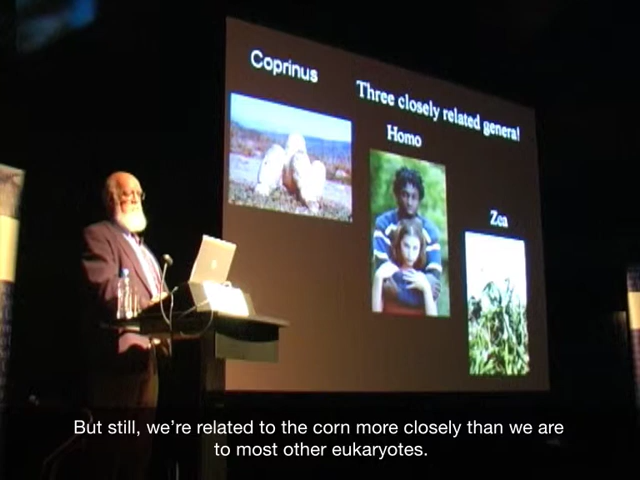 Coprinus
Three closely related genera!
Homo
Zea
But still, we're related to the corn more closely than we are
to most other eukaryotes.